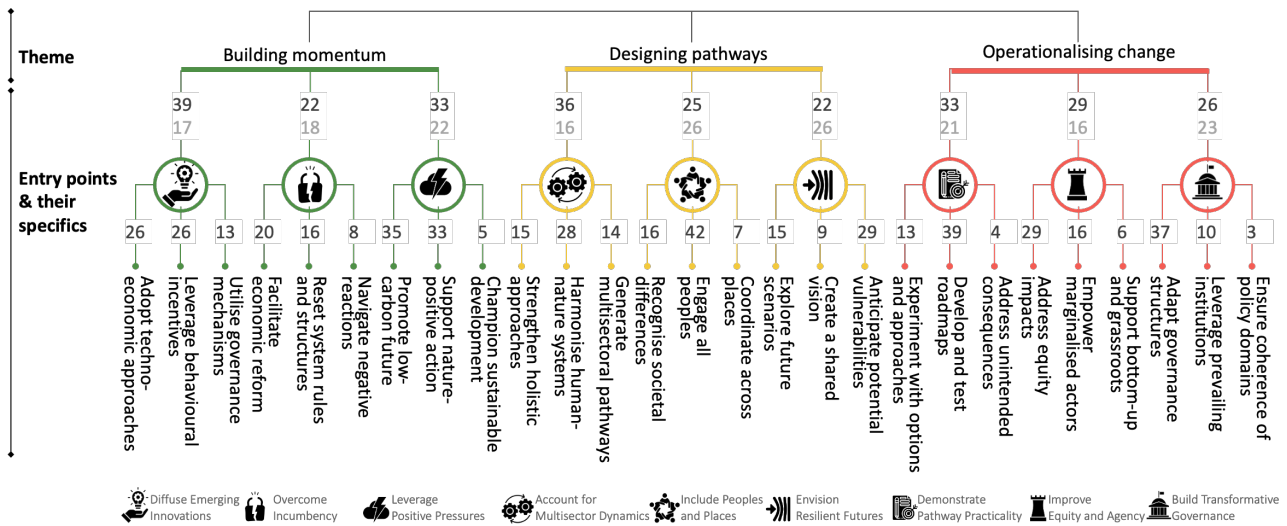 Theme
Building momentum
Designing pathways
Operationalising change
39
17
22
18
33
22
36
16
25
26
22
26
33
21
29
16
26
23
Entry points
& their
specifics
26
26
13
20
16
8
35
33
5
15
28
14
16
42
7
15
9
29
13
39
4
29
16
6
37
10
3
Adopt techno-
economic approaches
Leverage behavioural
incentives
Utilise governance
mechanisms
Facilitate
economic reform
Reset system rules
and structures
Navigate negative
reactions
Promote low-
carbon future
Support nature-
positive action
Champion sustainable
development
Strengthen holistic
approaches
Harmonise human-
nature systems
Generate
multisectoral pathways
Recognise societal
differences
Engage all
peoples
Coordinate across
places
Explore future
scenarios
Create a shared
vision
Anticipate potential
vulnerabilities
Experiment with options
and approaches
Develop and test
roadmaps
Address unintended
consequences
Address equity
impacts
Empower
marginalised actors
Support bottom-up
and grassroots
Adapt governance
structures
Leverage prevailing
institutions
Ensure coherence of
policy domains
Diffuse Emerging
Innovations
Overcome
Incumbency
Leverage
Positive Pressures
Account for
Multisector Dynamics
Include Peoples
and Places
Envision
Resilient Futures
Demonstrate
Pathway Practicality
Improve
Equity and Agency
Build Transformative
Governance